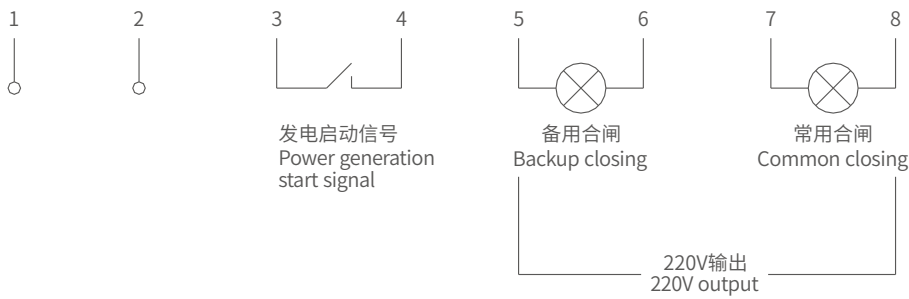 1 2 3 4 5 6 7 8
发电启动信号
Power generation
start signal
备用合闸
Backup closing
常用合闸
Common closing
220V输出
220V output